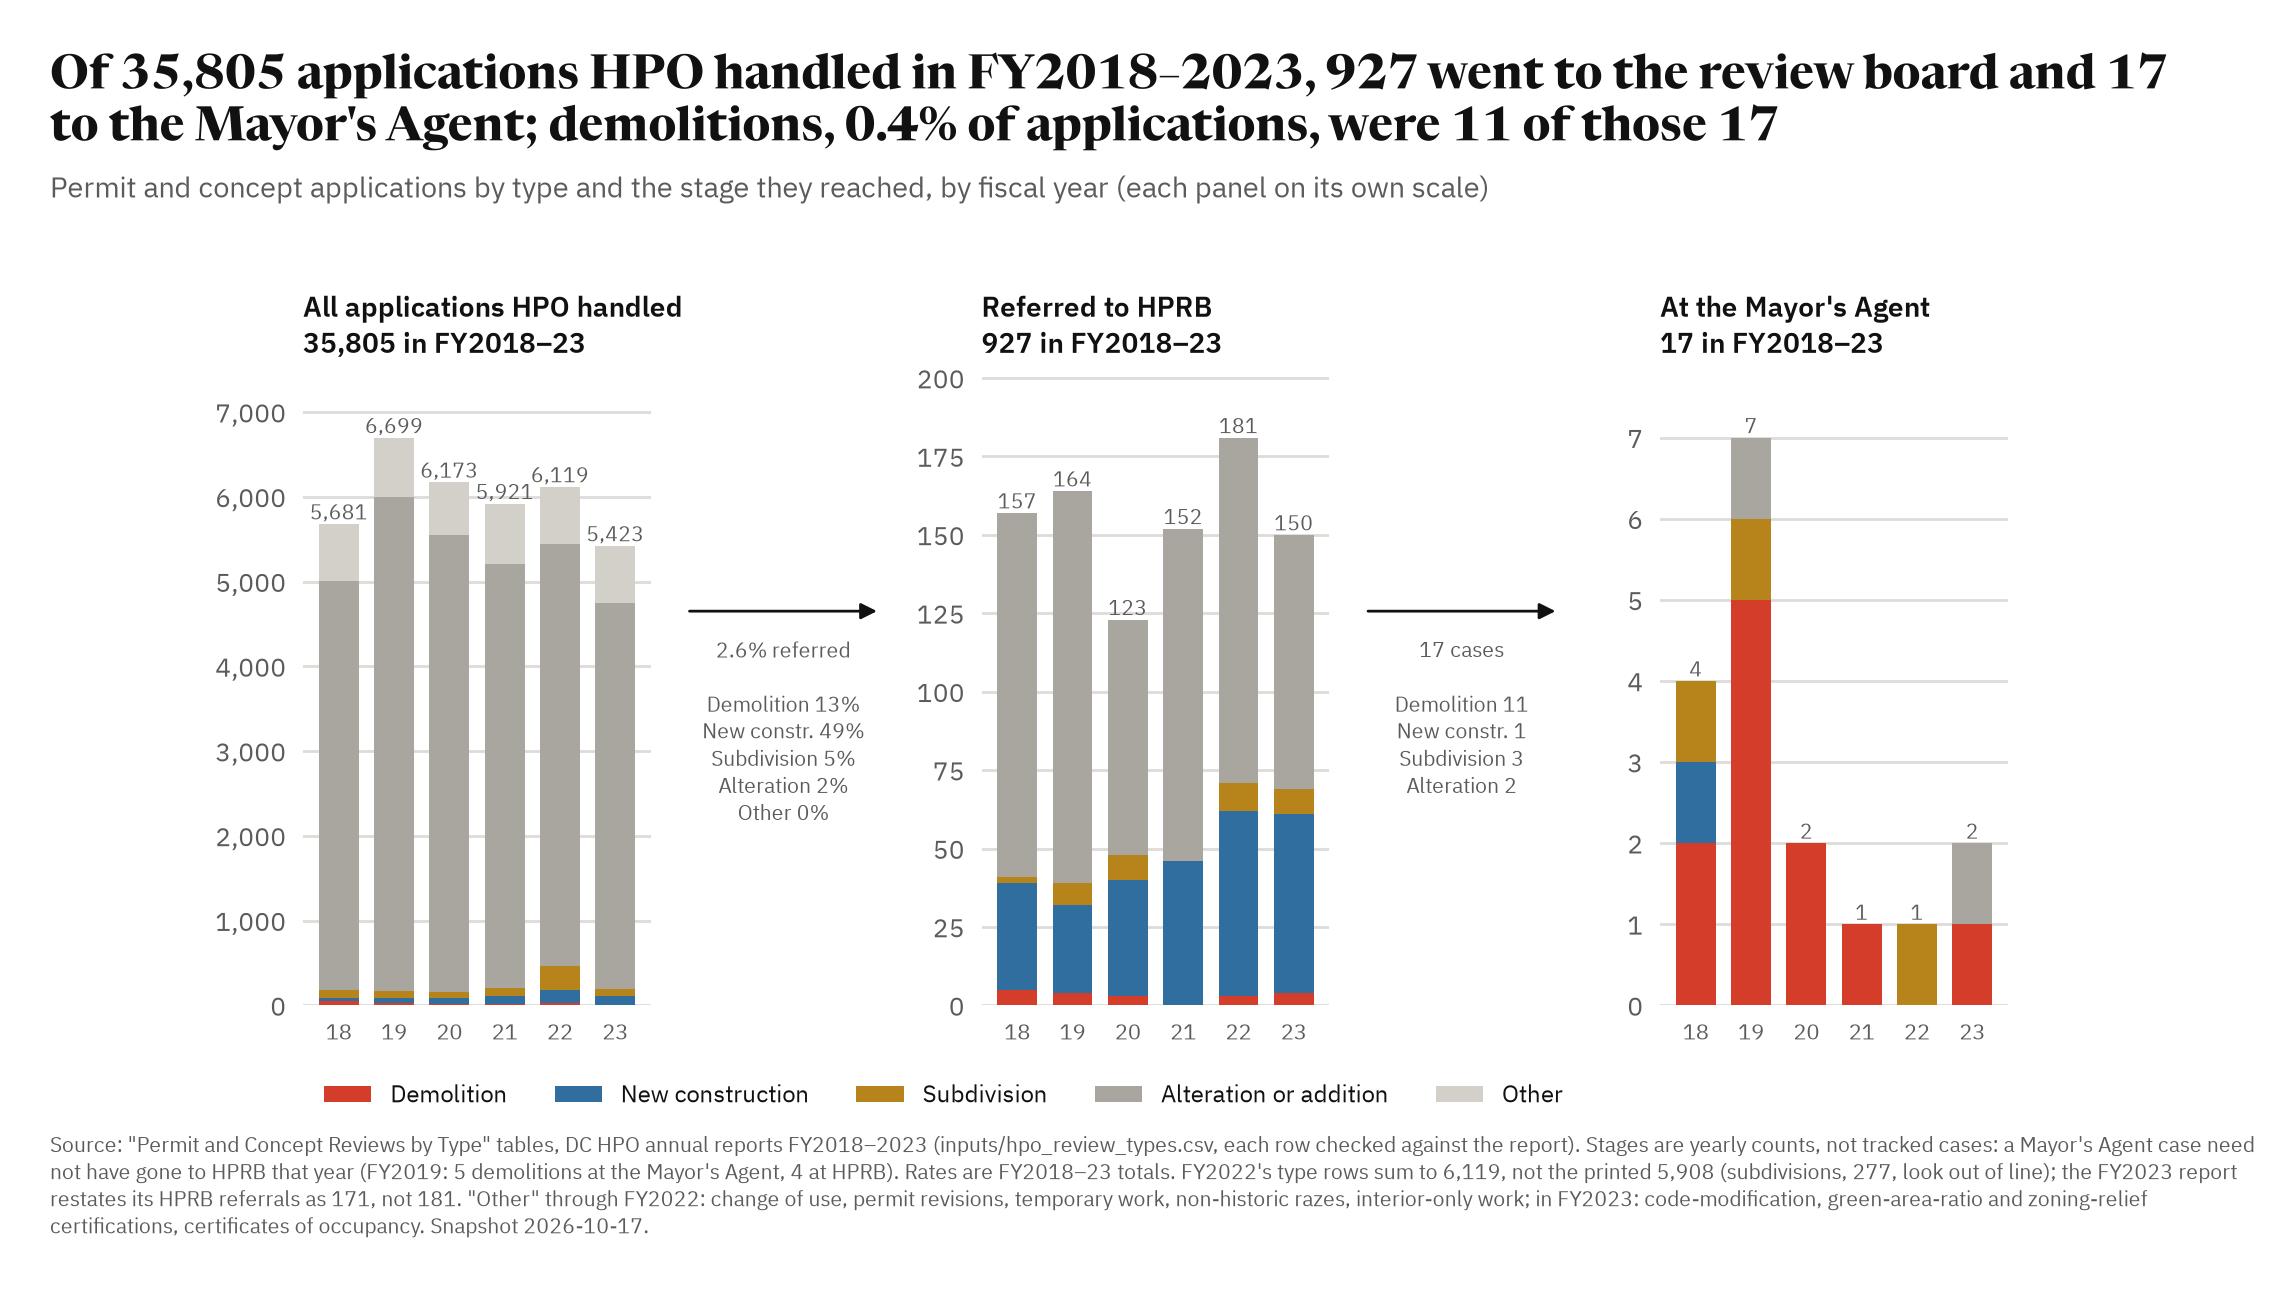 Of 35,805 applications HPO handled in FY2018–2023, 927 went to the review board and 17
to the Mayor's Agent; demolitions, 0.4% of applications, were 11 of those 17
Permit and concept applications by type and the stage they reached, by fiscal year (each panel on its own scale)
All applications HPO handled
35,805 in FY2018–23
7,000
6,000
5,000
4,000
3,000
2,000
1,000
0
5,681
6,699
6,173
5,921
6,119
5,423
18
19
20
21
22
23
2.6% referred
Demolition 13%
New constr. 49%
Subdivision 5%
Alteration 2%
Other 0%
Referred to HPRB
927 in FY2018–23
200
175
150
125
100
75
50
25
0
157
164
123
152
181
150
18
19
20
21
22
23
17 cases
Demolition 11
New constr. 1
Subdivision 3
Alteration 2
At the Mayor's Agent
17 in FY2018–23
7
6
5
4
3
2
1
0
4
7
2
1
1
2
18
19
20
21
22
23
Demolition
New construction
Subdivision
Alteration or addition
Other
Source: "Permit and Concept Reviews by Type" tables, DC HPO annual reports FY2018–2023 (inputs/hpo_review_types.csv, each row checked against the report). Stages are yearly counts, not tracked cases: a Mayor's Agent case need
not have gone to HPRB that year (FY2019: 5 demolitions at the Mayor's Agent, 4 at HPRB). Rates are FY2018–23 totals. FY2022's type rows sum to 6,119, not the printed 5,908 (subdivisions, 277, look out of line); the FY2023 report
restates its HPRB referrals as 171, not 181. "Other" through FY2022: change of use, permit revisions, temporary work, non-historic razes, interior-only work; in FY2023: code-modification, green-area-ratio and zoning-relief
certifications, certificates of occupancy. Snapshot 2026-10-17.